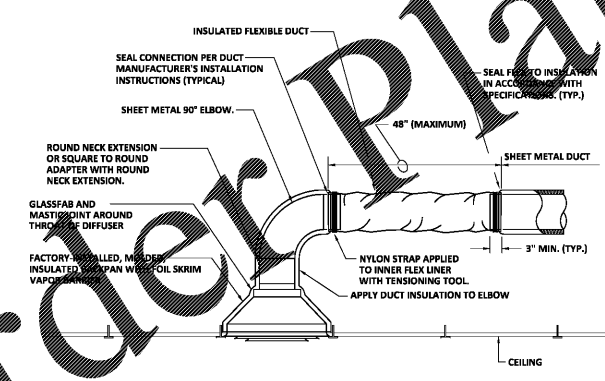 INSULATED FLEXIBLE DUCT
SEAL CONNECTION PER DUCT
MANUFACTURER'S INSTALLATION
INSTRUCTIONS (TYPICAL)
SEAL FLEX TO INSULATION
IN ACCORDANCE WITH
SPECIFICATIONS. (TYP.)
SHEET METAL 90° ELBOW.
48" (MAXIMUM)
ROUND NECK EXTENSION
OR SQUARE TO ROUND
ADAPTER WITH ROUND
NECK EXTENSION.
SHEET METAL DUCT
GLASSFAB AND
MASTIC JOINT AROUND
THROAT OF DIFFUSER
FACTORY-INSTALLED, MOLDED,
INSULATED BACKPAN WITH FOIL SKRIM
VAPOR BARRIER
NYLON STRAP APPLIED
TO INNER FLEX LINER
WITH TENSIONING TOOL.
3" MIN. (TYP.)
APPLY DUCT INSULATION TO ELBOW
CEILING
ider Plan